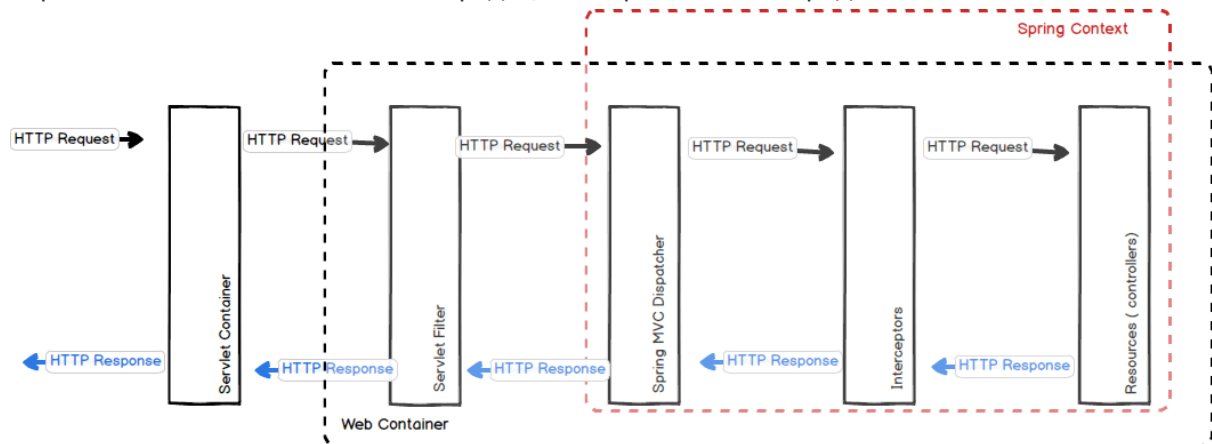 Spring Context
HTTP Request
HTTP Request
HTTP Request
HTTP Request
HTTP Request
Servlet Container
Servlet Filter
Spring MVC Dispatcher
Interceptors
Resources ( controllers)
HTTP Response
HTTP Response
HTTP Response
HTTP Response
HTTP Response
Web Container